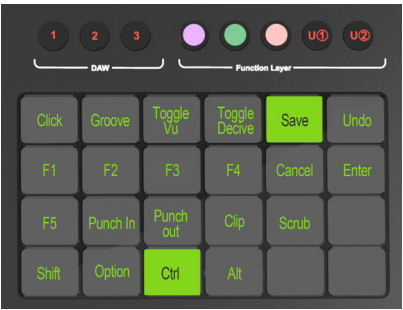 1 2 3 U① U②
DAW Function Layer
Click Groove Toggle Vu Toggle Decive Save Undo
F1 F2 F3 F4 Cancel Enter
F5 Punch In Punch out Clip Scrub
Shift Option Ctrl Alt